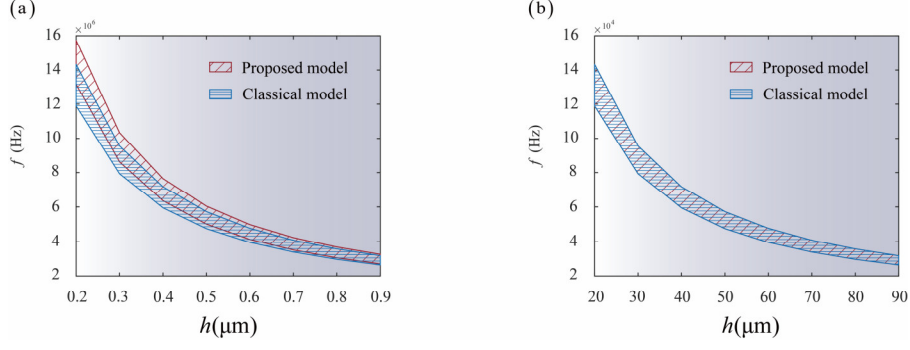 (a)
×10⁶
16
14
12
10
8
6
4
2
f (Hz)
Proposed model
Classical model
0.2 0.3 0.4 0.5 0.6 0.7 0.8 0.9
h(μm)
(b)
×10⁴
16
14
12
10
8
6
4
2
f (Hz)
Proposed model
Classical model
20 30 40 50 60 70 80 90
h(μm)